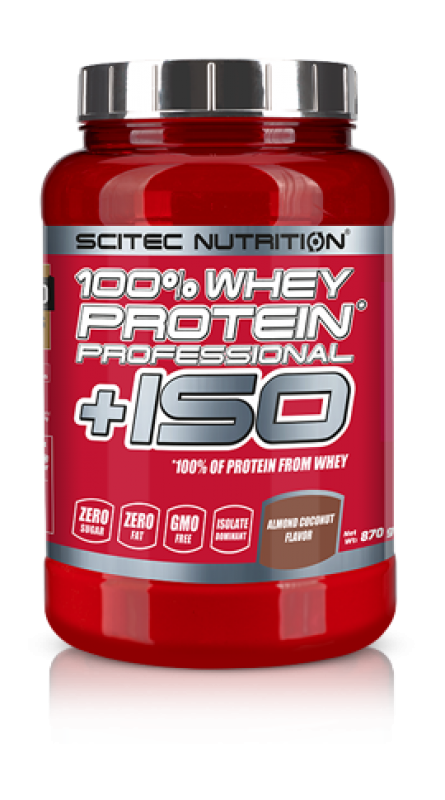 SCITEC NUTRITION®
100% WHEY
PROTEIN*
PROFESSIONAL
+ISO
*100% OF PROTEIN FROM WHEY
ZERO
SUGAR
ZERO
FAT
GMO
FREE
ISOLATE
DOMINANT
ALMOND COCONUT
FLAVOR
Net
Wt: 870